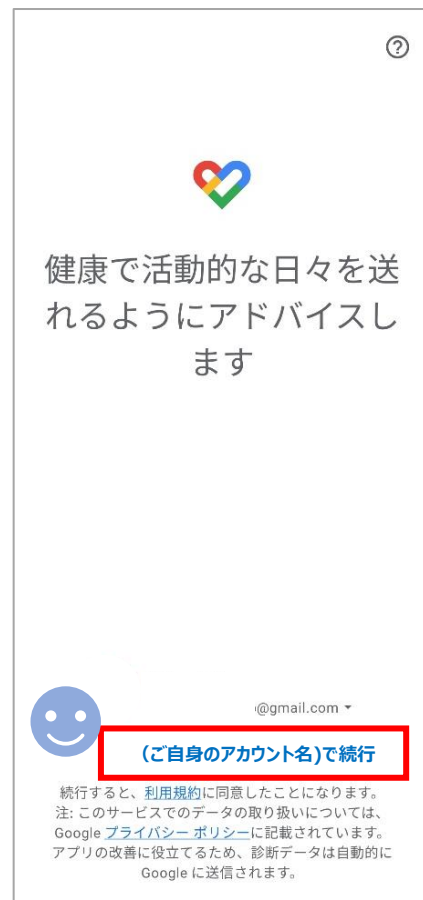 健康で活動的な日々を送
れるようにアドバイスし
ます
@gmail.com
(ご自身のアカウント名)で続行
続行すると、利用規約に同意したことになります。
注: このサービスでのデータの取り扱いについては、
Google プライバシー ポリシーに記載されています。
アプリの改善に役立てるため、診断データは自動的に
Google に送信されます。